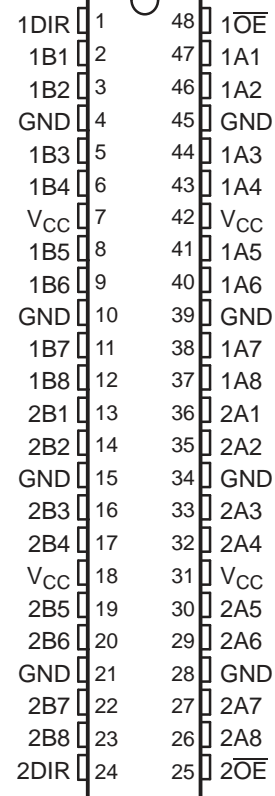 1DIR 1 48 1O̅E̅
1B1 2 47 1A1
1B2 3 46 1A2
GND 4 45 GND
1B3 5 44 1A3
1B4 6 43 1A4
VCC 7 42 VCC
1B5 8 41 1A5
1B6 9 40 1A6
GND 10 39 GND
1B7 11 38 1A7
1B8 12 37 1A8
2B1 13 36 2A1
2B2 14 35 2A2
GND 15 34 GND
2B3 16 33 2A3
2B4 17 32 2A4
VCC 18 31 VCC
2B5 19 30 2A5
2B6 20 29 2A6
GND 21 28 GND
2B7 22 27 2A7
2B8 23 26 2A8
2DIR 24 25 2O̅E̅